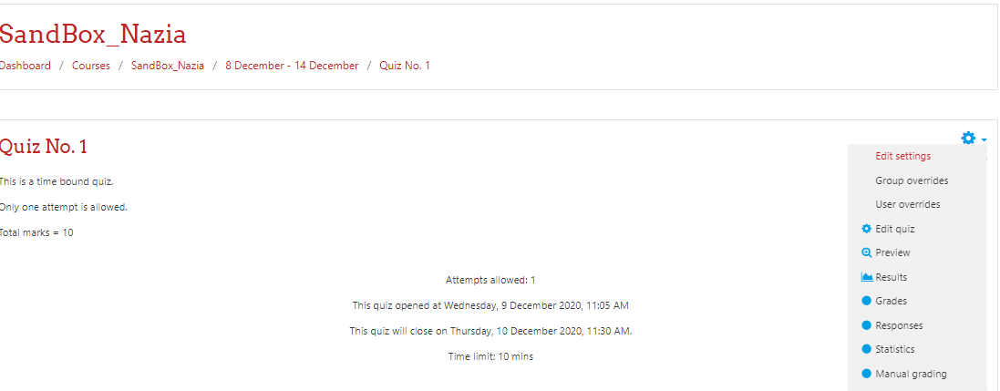 SandBox_Nazia
Dashboard / Courses / SandBox_Nazia / 8 December - 14 December / Quiz No. 1
Quiz No. 1
This is a time bound quiz.
Only one attempt is allowed.
Total marks = 10
Attempts allowed: 1
This quiz opened at Wednesday, 9 December 2020, 11:05 AM
This quiz will close on Thursday, 10 December 2020, 11:30 AM.
Time limit: 10 mins
Edit settings
Group overrides
User overrides
Edit quiz
Preview
Results
Grades
Responses
Statistics
Manual grading